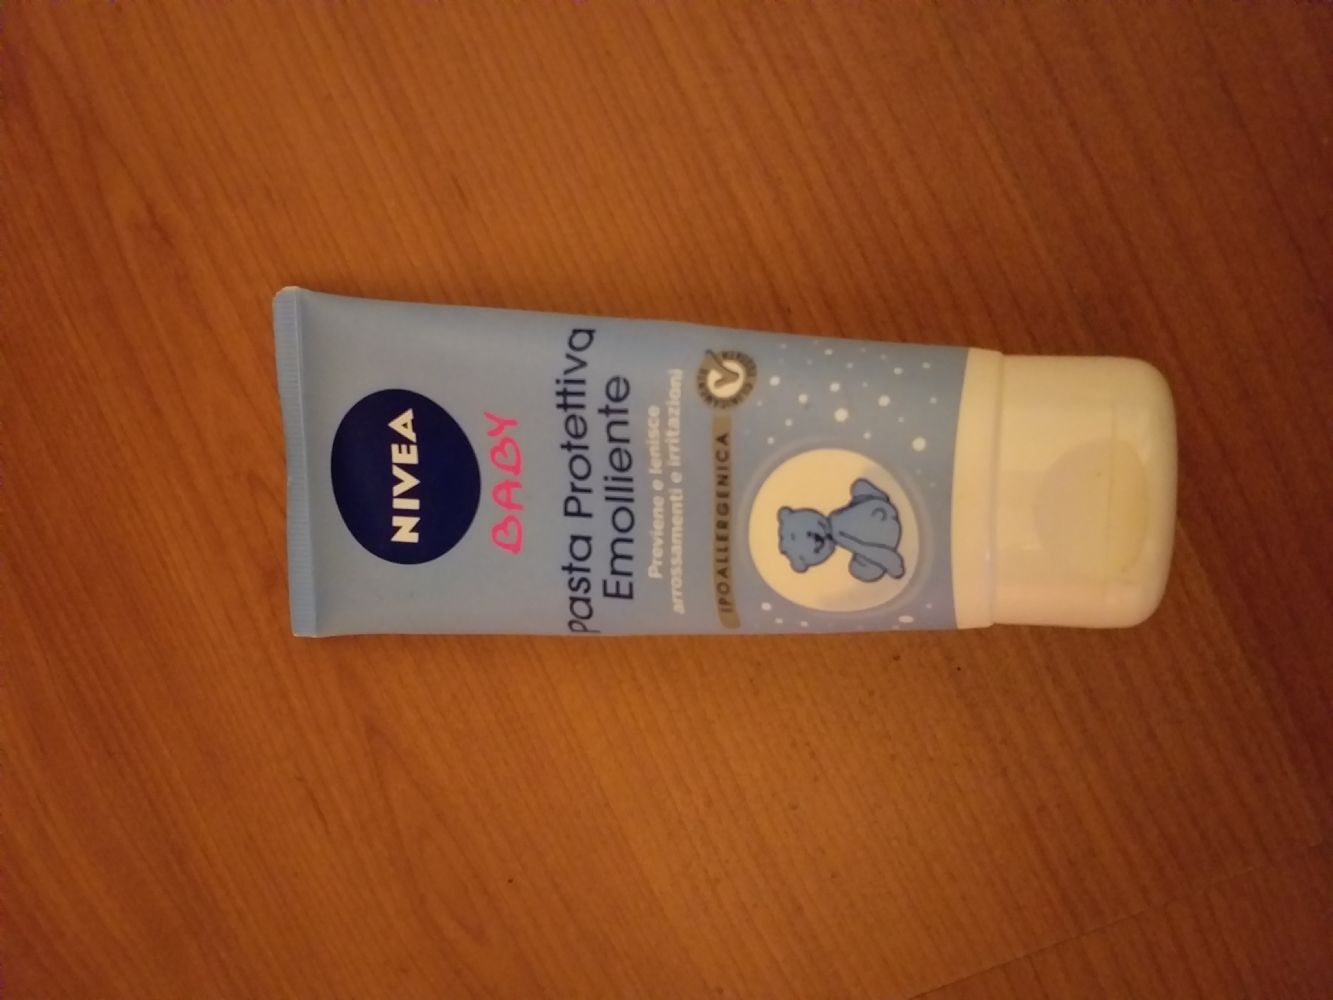 NIVEA
BABY
Pasta Protettiva
Emolliente
Previene e lenisce
arrossamenti e irritazioni
IPOALLERGENICA